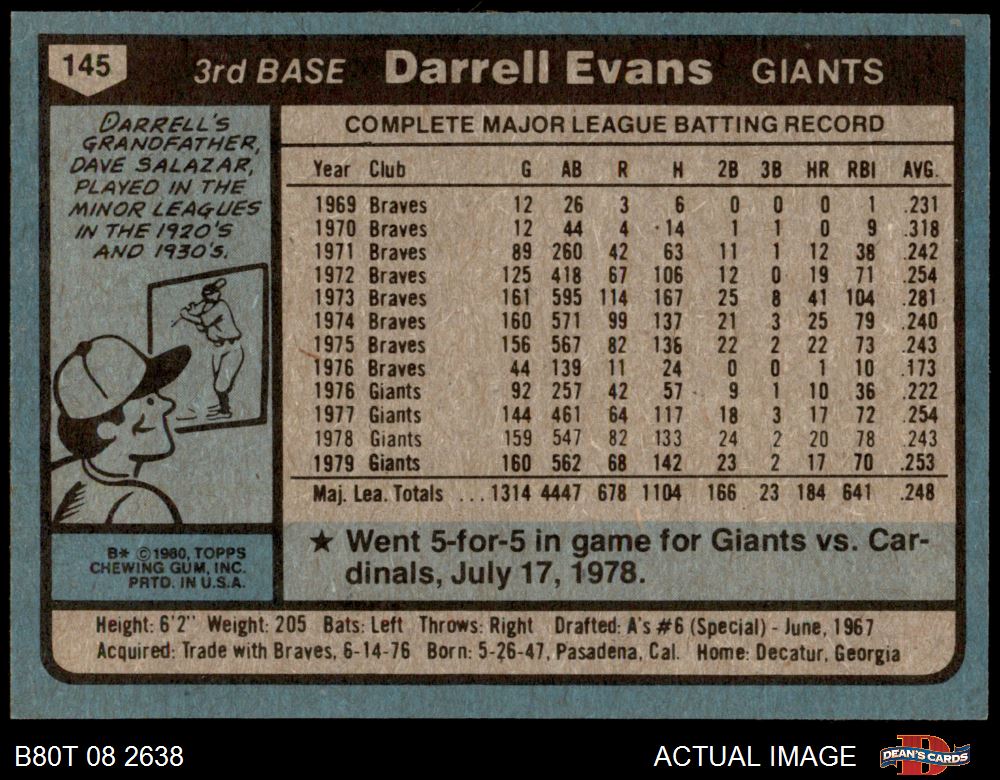 145 3rd BASE Darrell Evans GIANTS
DARRELL'S
GRANDFATHER,
DAVE SALAZAR,
PLAYED IN THE
MINOR LEAGUES
IN THE 1920'S
AND 1930'S.
B* ©1980, TOPPS
CHEWING GUM, INC.
PRTD. IN U.S.A.
COMPLETE MAJOR LEAGUE BATTING RECORD
Year Club G AB R H 2B 3B HR RBI AVG.
1969 Braves 12 26 3 6 0 0 0 1 .231
1970 Braves 12 44 4 14 1 1 0 9 .318
1971 Braves 89 260 42 63 11 1 12 38 .242
1972 Braves 125 418 67 106 12 0 19 71 .254
1973 Braves 161 595 114 167 25 8 41 104 .281
1974 Braves 160 571 99 137 21 3 25 79 .240
1975 Braves 156 567 82 136 22 2 22 73 .243
1976 Braves 44 139 11 24 0 0 1 10 .173
1976 Giants 92 257 42 57 9 1 10 36 .222
1977 Giants 144 461 64 117 18 3 17 72 .254
1978 Giants 159 547 82 133 24 2 20 78 .243
1979 Giants 160 562 68 142 23 2 17 70 .253
Maj. Lea. Totals ...1314 4447 678 1104 166 23 184 641 .248
★ Went 5-for-5 in game for Giants vs. Car-
dinals, July 17, 1978.
Height: 6'2" Weight: 205 Bats: Left Throws: Right Drafted: A's #6 (Special) - June, 1967
Acquired: Trade with Braves, 6-14-76 Born: 5-26-47, Pasadena, Cal. Home: Decatur, Georgia
B80T 08 2638 ACTUAL IMAGE DEAN'S CARDS